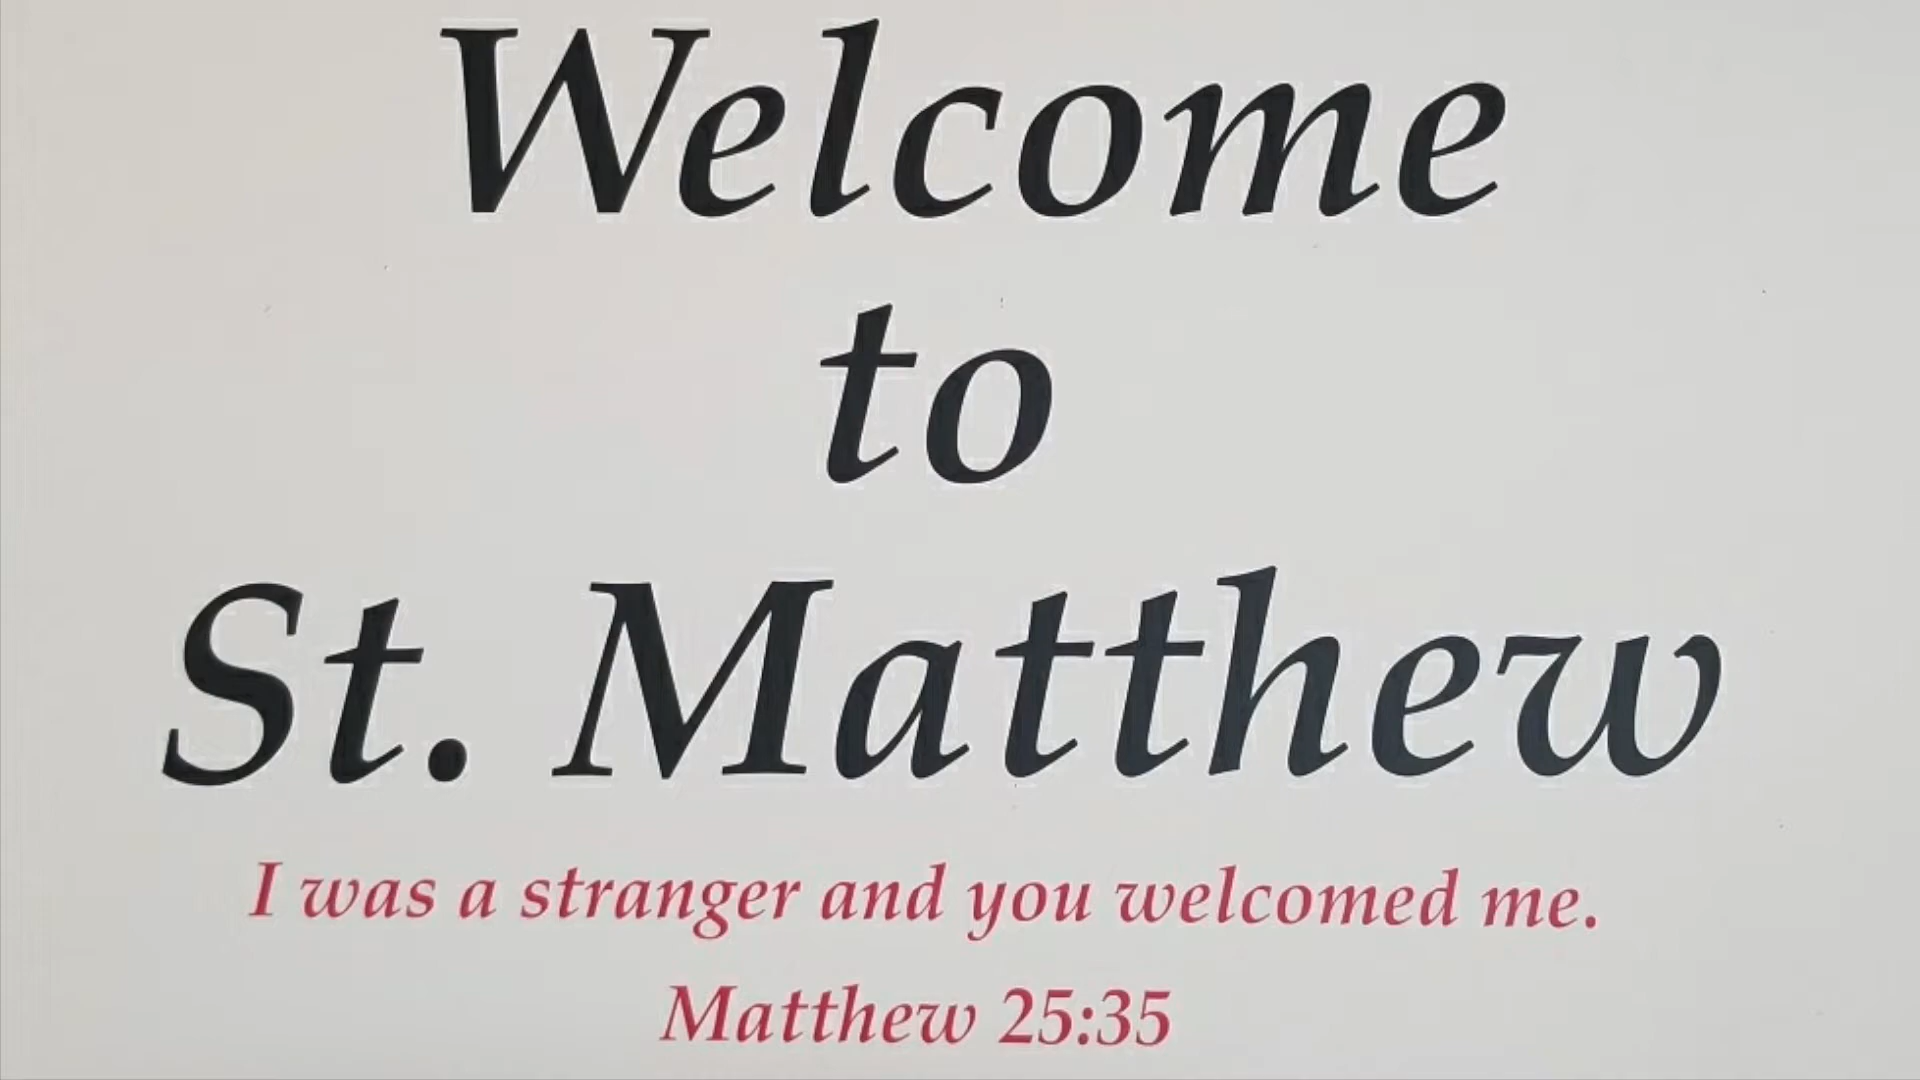 Welcome
to
St. Matthew
I was a stranger and you welcomed me.
Matthew 25:35